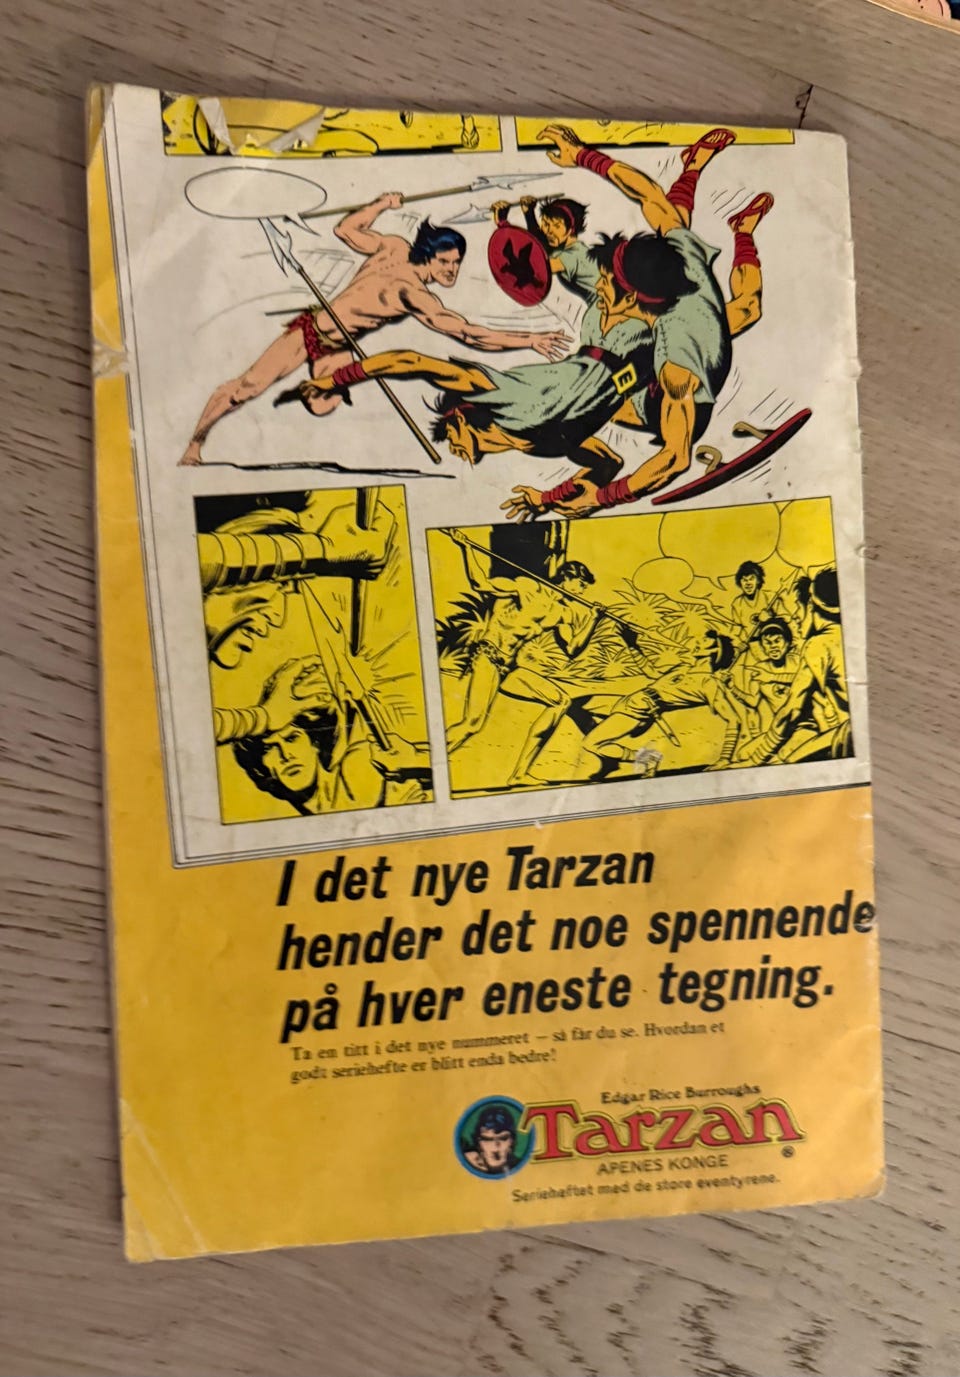 I det nye Tarzan
hender det noe spennende
på hver eneste tegning.
Ta en titt i det nye nummeret – så får du se. Hvordan et
godt seriehefte er blitt enda bedre!
Edgar Rice Burroughs
Tarzan®
APENES KONGE
Serieheftet med de store eventyrene.